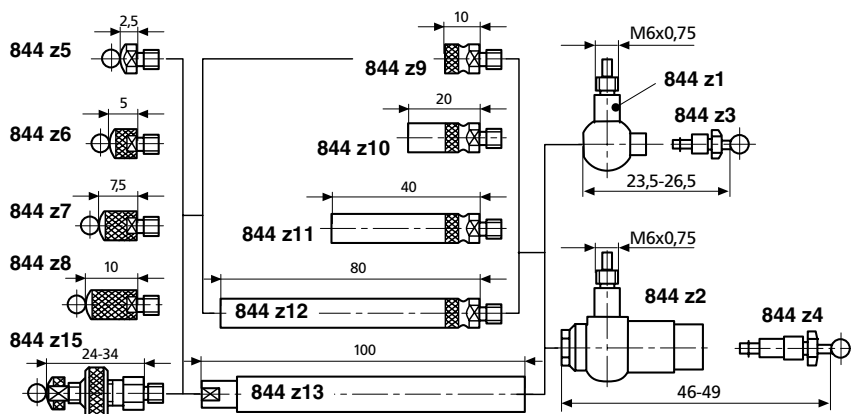 2,5
844 z5
5
844 z6
7,5
844 z7
844 z8
10
844 z15
24-34
10
844 z9
20
844 z10
40
844 z11
80
844 z12
100
844 z13
M6x0,75
844 z1
844 z3
23,5-26,5
M6x0,75
844 z2
844 z4
46-49